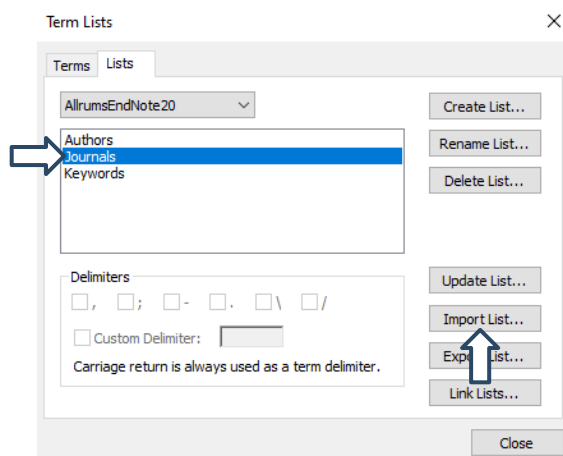 Term Lists
Terms Lists
AllrumsEndNote20
Create List...
Authors
Journals
Keywords
Rename List...
Delete List...
Delimiters
, ; - . \ /
Custom Delimiter:
Carriage return is always used as a term delimiter.
Update List...
Import List...
List...
Link Lists...
Close